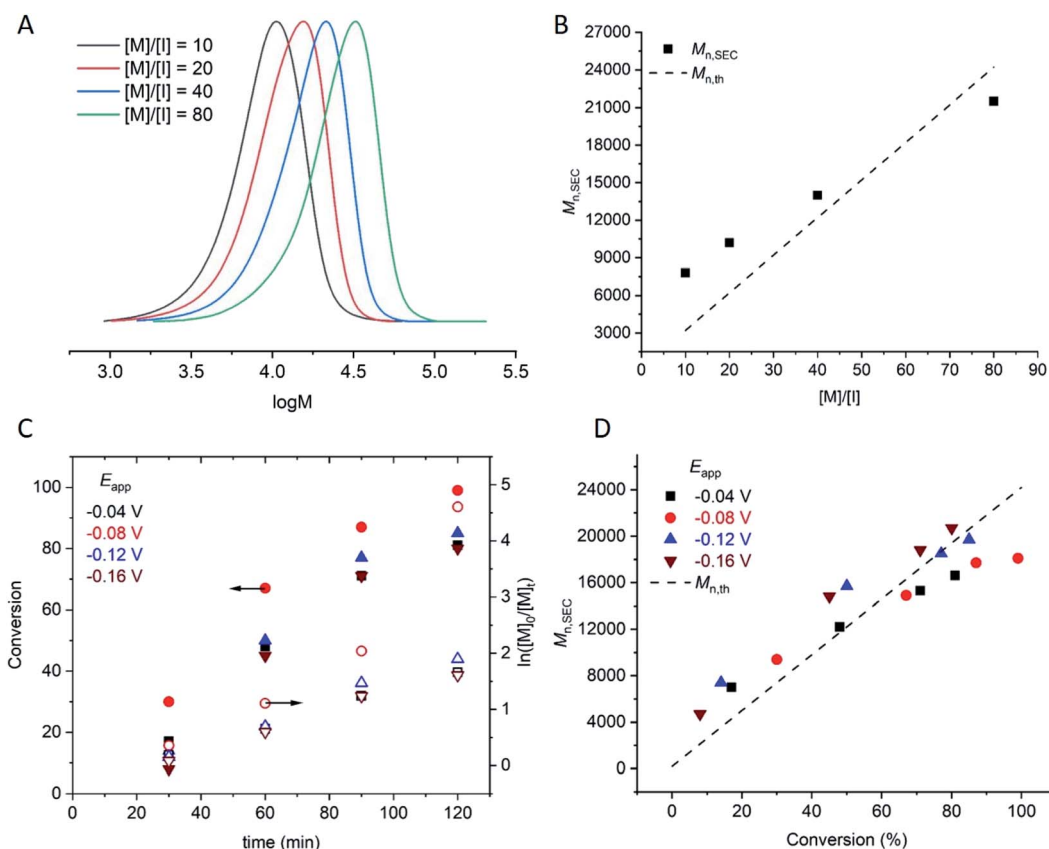 A
[M]/[I] = 10
[M]/[I] = 20
[M]/[I] = 40
[M]/[I] = 80
3.0 3.5 4.0 4.5 5.0 5.5
logM
B
27000
24000
21000
18000
15000
12000
9000
6000
3000
Mn,SEC
Mn,SEC
Mn,th
0 10 20 30 40 50 60 70 80 90
[M]/[I]
C
Eapp
-0.04 V
-0.08 V
-0.12 V
-0.16 V
100
80
60
40
20
0
Conversion
5
4
3
2
1
0
ln([M]0/[M]t)
0 20 40 60 80 100 120
time (min)
D
Eapp
-0.04 V
-0.08 V
-0.12 V
-0.16 V
Mn,th
24000
20000
16000
12000
8000
4000
0
Mn,SEC
0 20 40 60 80 100
Conversion (%)